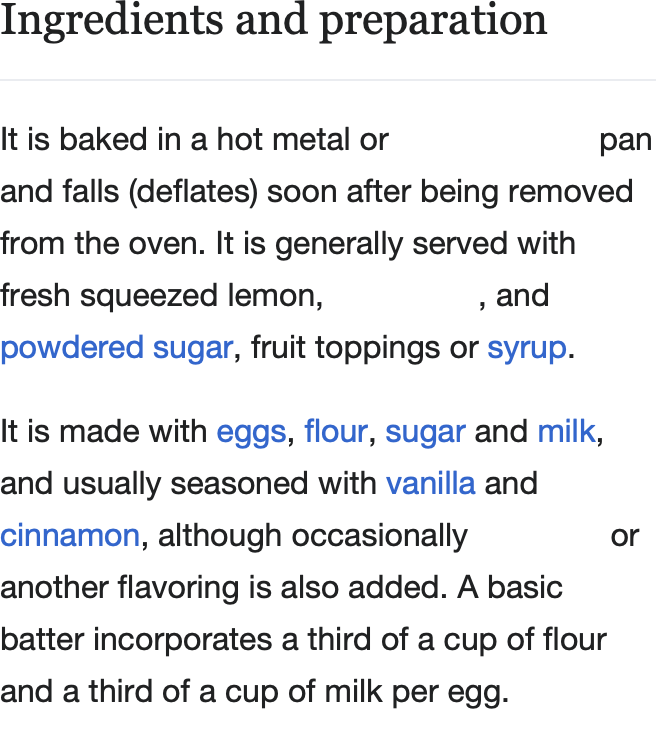 Ingredients and preparation
It is baked in a hot metal or pan
and falls (deflates) soon after being removed
from the oven. It is generally served with
fresh squeezed lemon, , and
powdered sugar, fruit toppings or syrup.
It is made with eggs, flour, sugar and milk,
and usually seasoned with vanilla and
cinnamon, although occasionally or
another flavoring is also added. A basic
batter incorporates a third of a cup of flour
and a third of a cup of milk per egg.